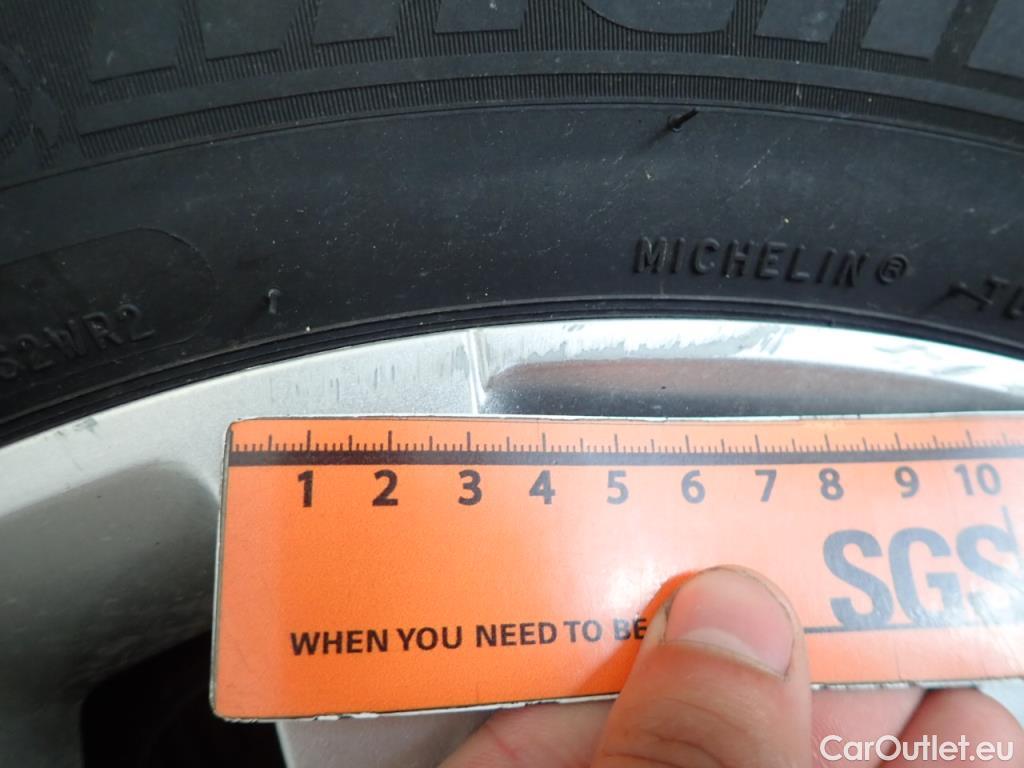 MICHELIN®
1 2 3 4 5 6 7 8 9 10
SGS
WHEN YOU NEED TO BE
CarOutlet.eu